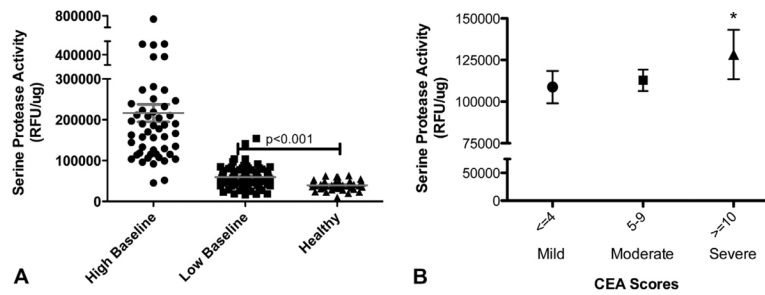 Serine Protease Activity
(RFU/ug)
800000
600000
400000
300000
200000
100000
0
p<0.001
High Baseline
Low Baseline
Healthy
A
Serine Protease Activity
(RFU/ug)
150000
125000
100000
75000
50000
0
*
<=4
5-9
>=10
Mild
Moderate
Severe
CEA Scores
B